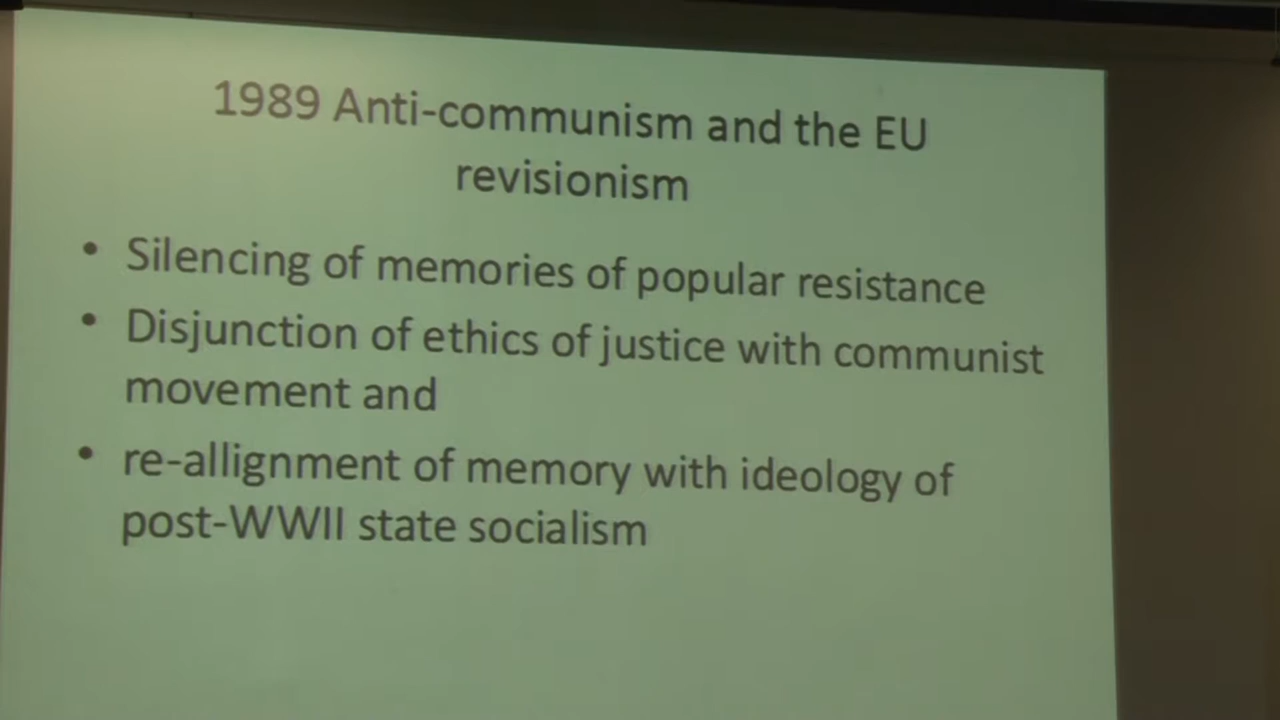 1989 Anti-communism and the EU
revisionism
• Silencing of memories of popular resistance
• Disjunction of ethics of justice with communist
movement and
• re-allignment of memory with ideology of
post-WWII state socialism